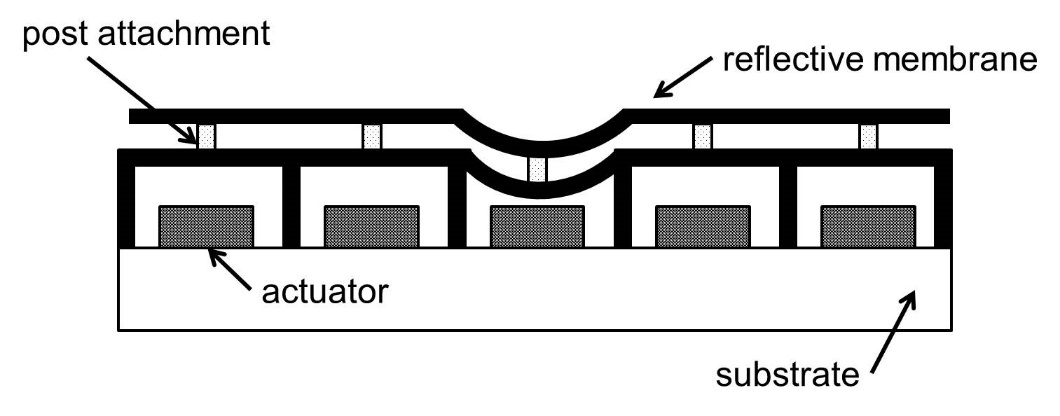 post attachment
reflective membrane
actuator
substrate